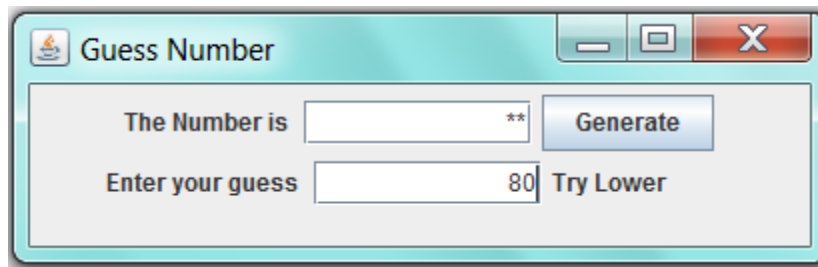 Guess Number
The Number is ** Generate
Enter your guess 80 Try Lower